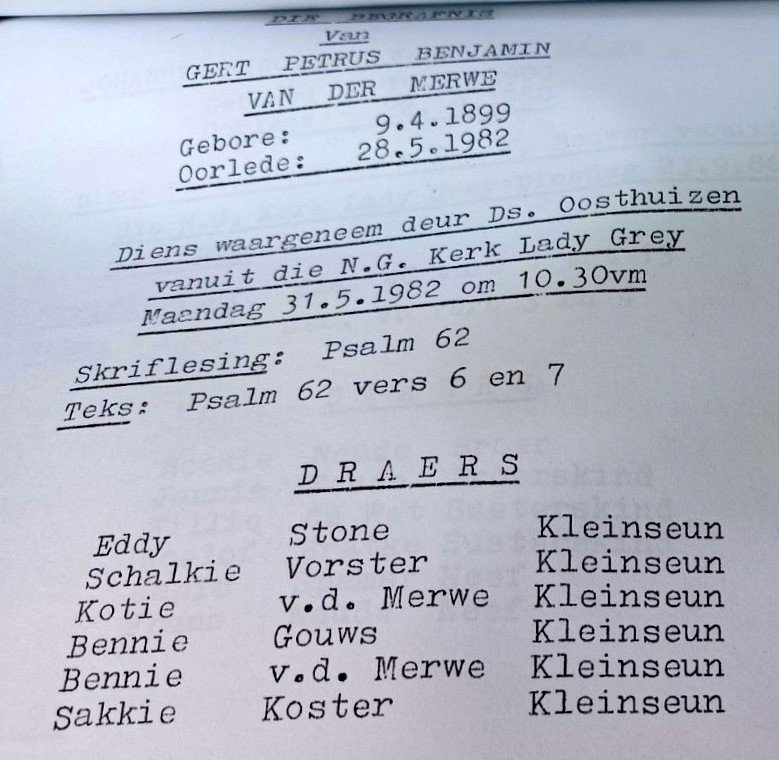 DIE BEGRAFNIS
Van
GERT PETRUS BENJAMIN
VAN DER MERWE
Gebore: 9.4.1899
Oorlede: 28.5.1982
Diens waargeneem deur Ds. Oosthuizen
vanuit die N.G. Kerk Lady Grey
Maandag 31.5.1982 om 10.30vm
Skriflesing: Psalm 62
Teks: Psalm 62 vers 6 en 7
D R A E R S
Eddy Stone Kleinseun
Schalkie Vorster Kleinseun
Kotie v.d. Merwe Kleinseun
Bennie Gouws Kleinseun
Bennie v.d. Merwe Kleinseun
Sakkie Koster Kleinseun